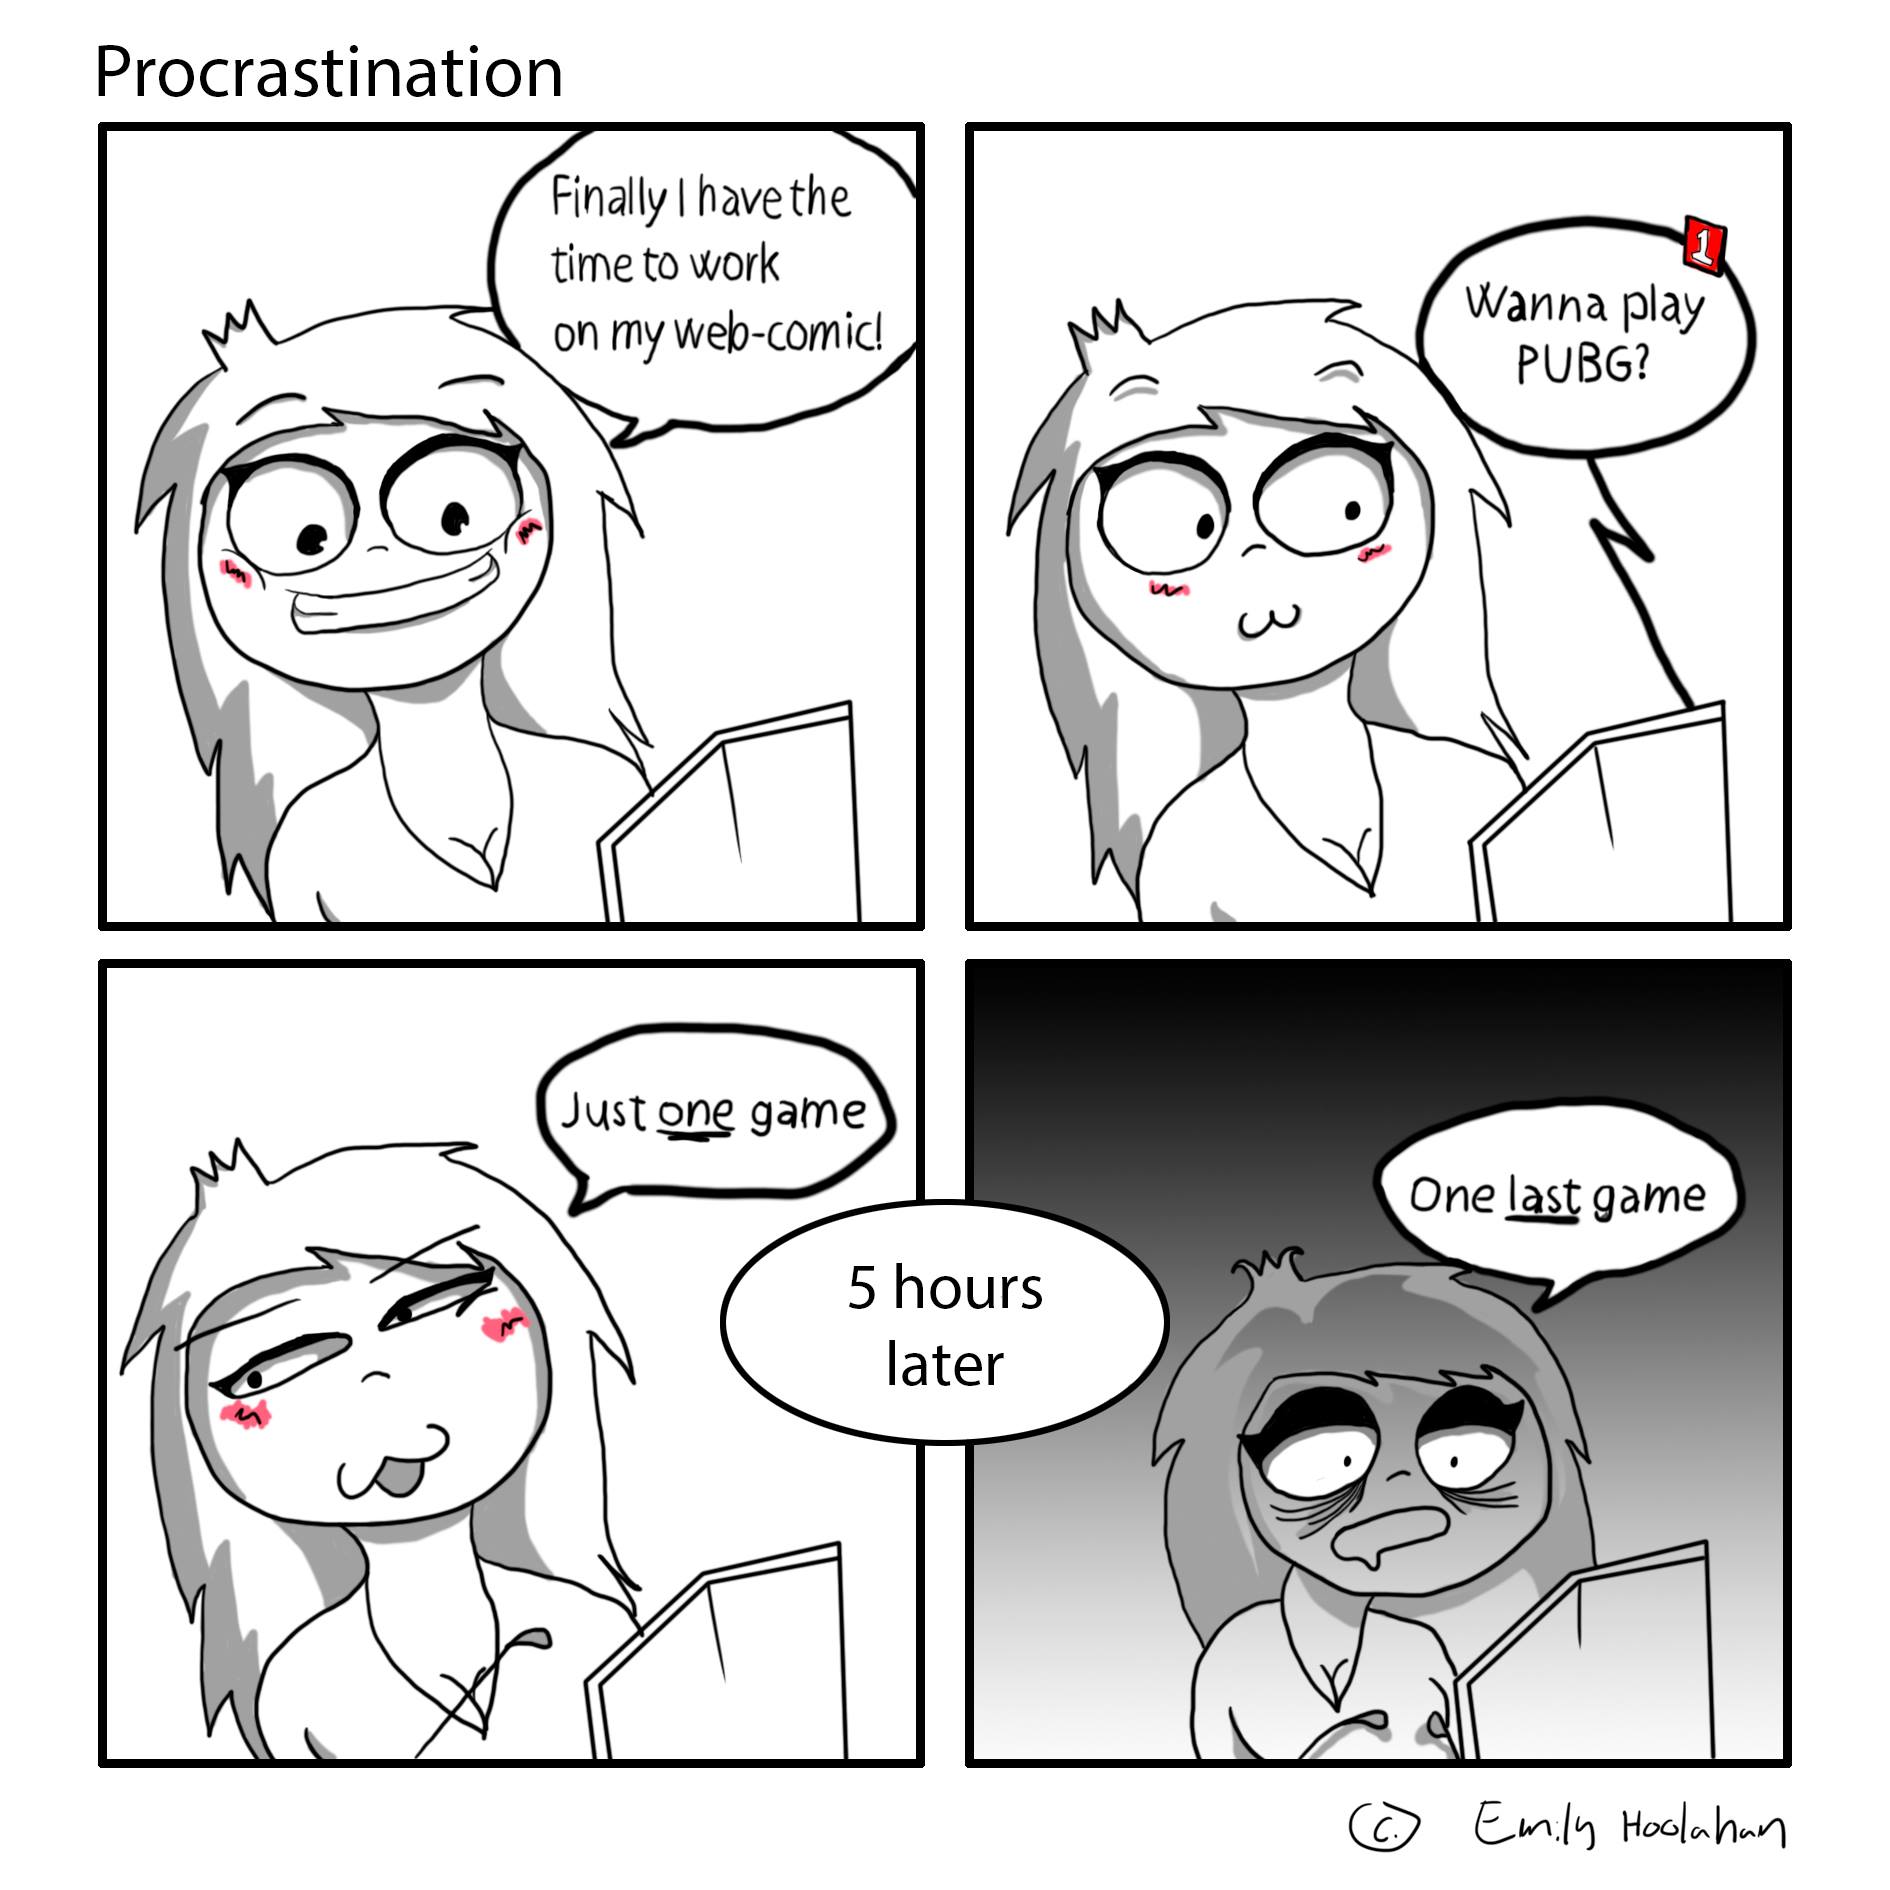 Procrastination
Finally I have the
time to work
on my web-comic!
1
Wanna play
PUBG?
Just one game
5 hours
later
One last game
©. Emily Hoolahan